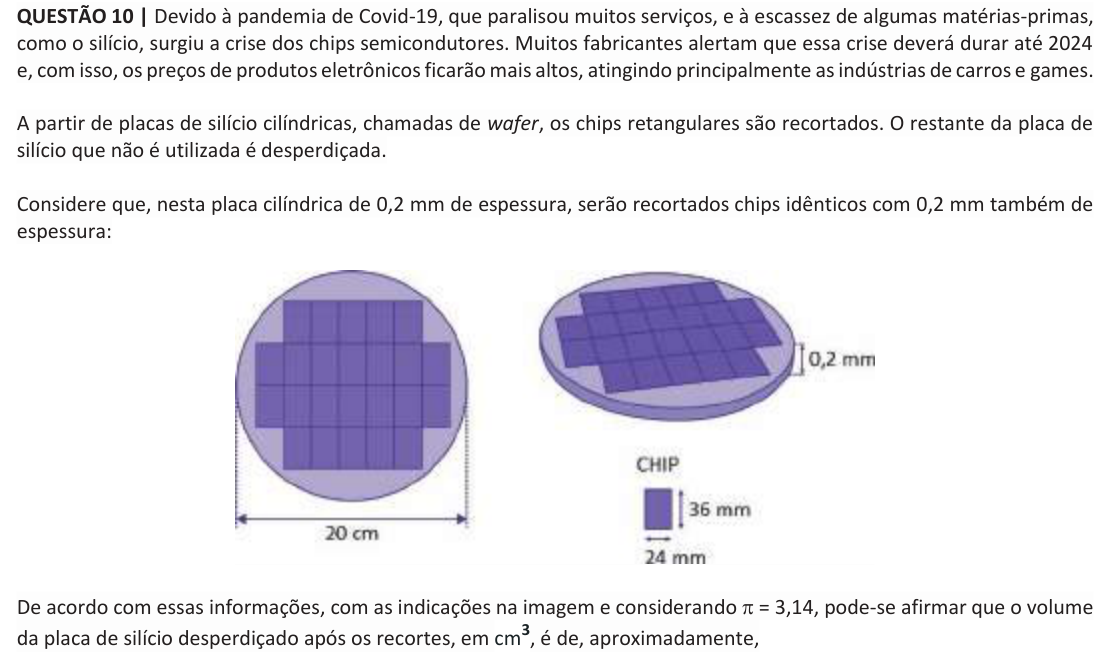 QUESTÃO 10 | Devido à pandemia de Covid-19, que paralisou muitos serviços, e à escassez de algumas matérias-primas,
como o silício, surgiu a crise dos chips semicondutores. Muitos fabricantes alertam que essa crise deverá durar até 2024
e, com isso, os preços de produtos eletrônicos ficarão mais altos, atingindo principalmente as indústrias de carros e games.
A partir de placas de silício cilíndricas, chamadas de wafer, os chips retangulares são recortados. O restante da placa de
silício que não é utilizada é desperdiçada.
Considere que, nesta placa cilíndrica de 0,2 mm de espessura, serão recortados chips idênticos com 0,2 mm também de
espessura:
0,2 mm
CHIP
36 mm
20 cm
24 mm
De acordo com essas informações, com as indicações na imagem e considerando π = 3,14, pode-se afirmar que o volume
da placa de silício desperdiçado após os recortes, em cm³, é de, aproximadamente,